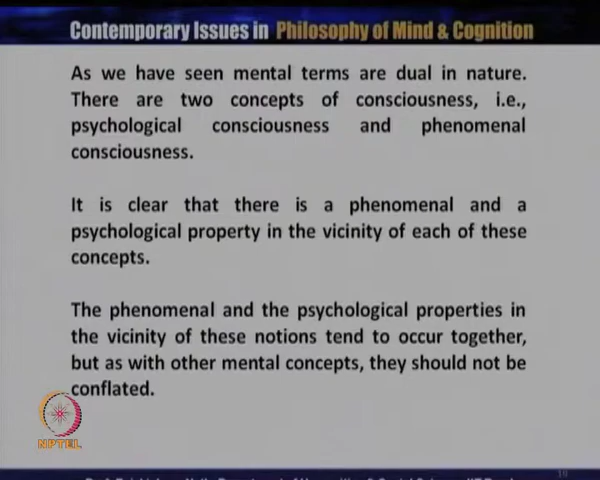 Contemporary Issues in Philosophy of Mind & Cognition
As we have seen mental terms are dual in nature.
There are two concepts of consciousness, i.e.,
psychological consciousness and phenomenal
consciousness.
It is clear that there is a phenomenal and a
psychological property in the vicinity of each of these
concepts.
The phenomenal and the psychological properties in
the vicinity of these notions tend to occur together,
but as with other mental concepts, they should not be
conflated.
NPTEL